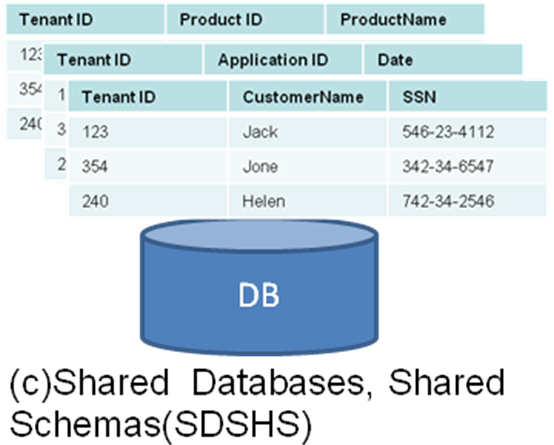 Tenant ID Product ID ProductName
Tenant ID Application ID Date
Tenant ID CustomerName SSN
123 Jack 546-23-4112
354 Jone 342-34-6547
240 Helen 742-34-2546
DB
(c)Shared Databases, Shared
Schemas(SDSHS)